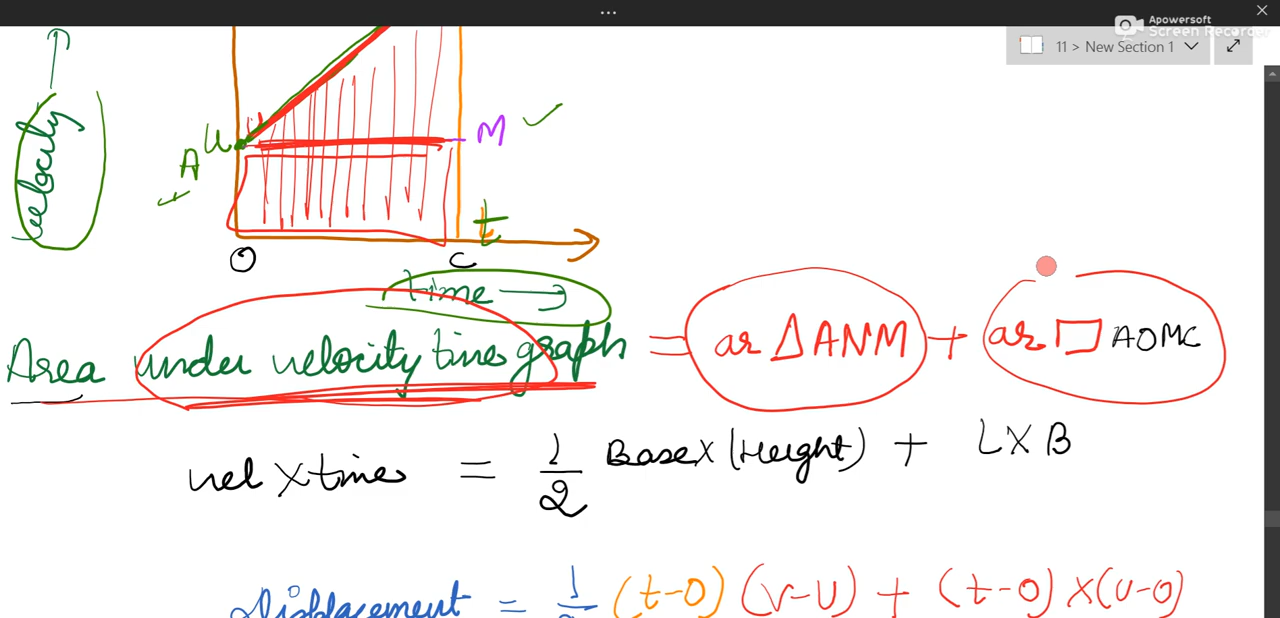 Apowersoft
Screen Recorder
11 > New Section 1
velocity
U
A
M
t
O
C
time →
Area under velocity time graph = ar Δ ANM + ar ▭ AOMC
vel X time = 1/2 Base X (Height) + L X B
Displacement = 1/2 (t-0) (V-U) + (t-0) X (U-0)